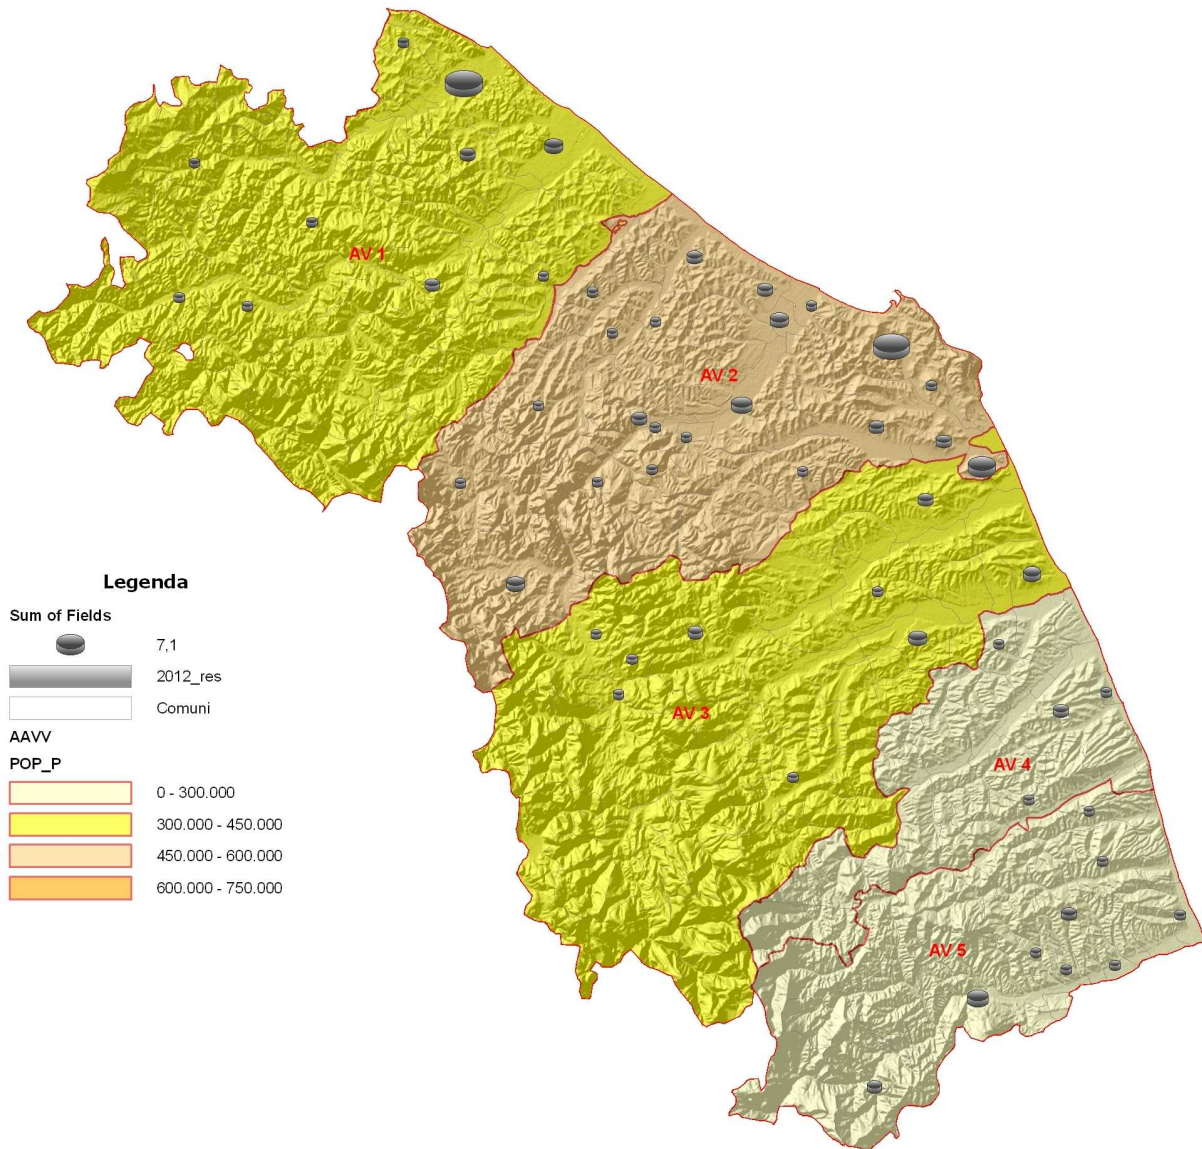 AV 1
AV 2
AV 3
AV 4
AV 5
Legenda
Sum of Fields
7,1
2012_res
Comuni
AAVV
POP_P
0 - 300.000
300.000 - 450.000
450.000 - 600.000
600.000 - 750.000